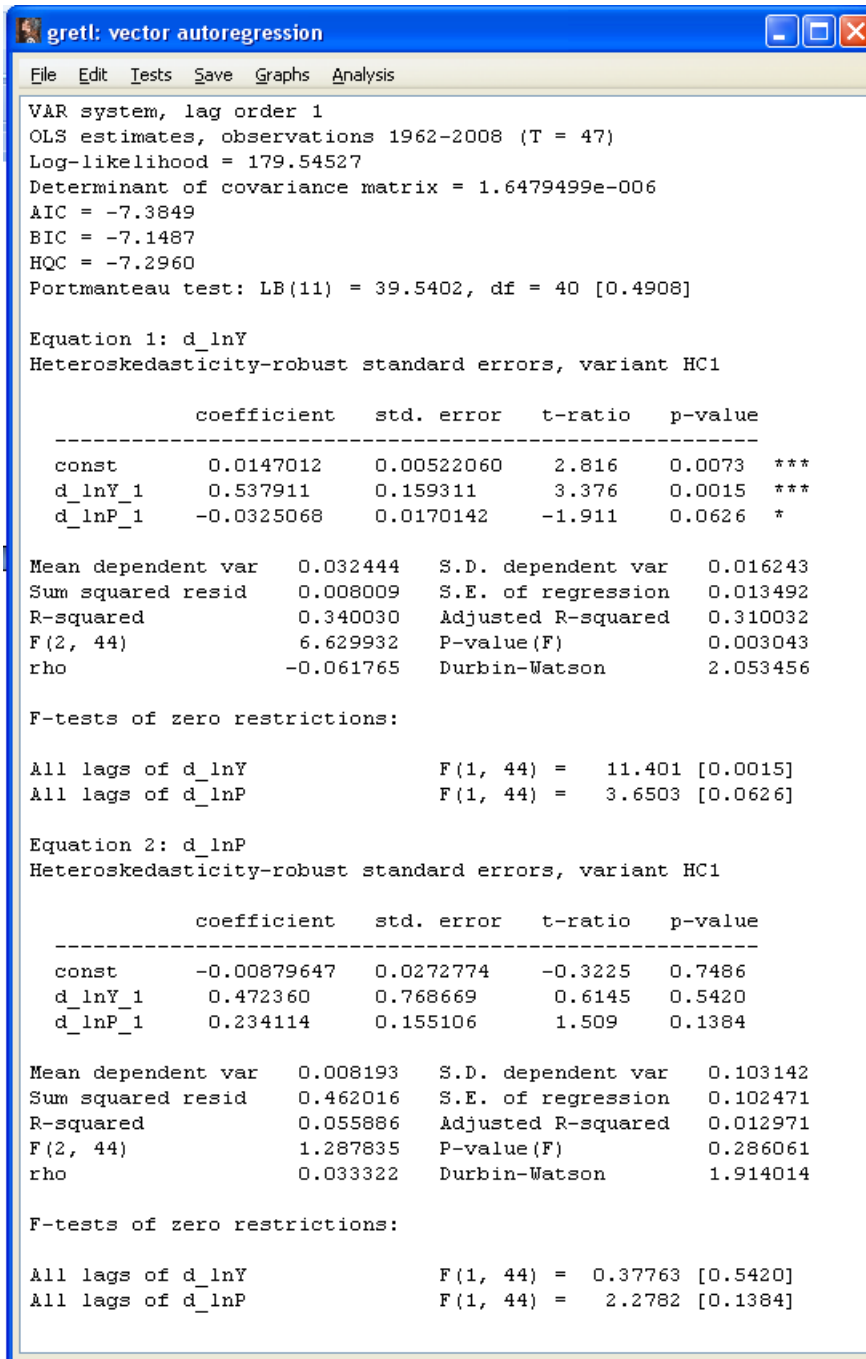 gretl: vector autoregression
File Edit Tests Save Graphs Analysis
VAR system, lag order 1
OLS estimates, observations 1962-2008 (T = 47)
Log-likelihood = 179.54527
Determinant of covariance matrix = 1.6479499e-006
AIC = -7.3849
BIC = -7.1487
HQC = -7.2960
Portmanteau test: LB(11) = 39.5402, df = 40 [0.4908]
Equation 1: d_lnY
Heteroskedasticity-robust standard errors, variant HC1
coefficient std. error t-ratio p-value
------------------------------------------------------------
const 0.0147012 0.00522060 2.816 0.0073 ***
d_lnY_1 0.537911 0.159311 3.376 0.0015 ***
d_lnP_1 -0.0325068 0.0170142 -1.911 0.0626 *
Mean dependent var 0.032444 S.D. dependent var 0.016243
Sum squared resid 0.008009 S.E. of regression 0.013492
R-squared 0.340030 Adjusted R-squared 0.310032
F(2, 44) 6.629932 P-value(F) 0.003043
rho -0.061765 Durbin-Watson 2.053456
F-tests of zero restrictions:
All lags of d_lnY F(1, 44) = 11.401 [0.0015]
All lags of d_lnP F(1, 44) = 3.6503 [0.0626]
Equation 2: d_lnP
Heteroskedasticity-robust standard errors, variant HC1
coefficient std. error t-ratio p-value
------------------------------------------------------------
const -0.00879647 0.0272774 -0.3225 0.7486
d_lnY_1 0.472360 0.768669 0.6145 0.5420
d_lnP_1 0.234114 0.155106 1.509 0.1384
Mean dependent var 0.008193 S.D. dependent var 0.103142
Sum squared resid 0.462016 S.E. of regression 0.102471
R-squared 0.055886 Adjusted R-squared 0.012971
F(2, 44) 1.287835 P-value(F) 0.286061
rho 0.033322 Durbin-Watson 1.914014
F-tests of zero restrictions:
All lags of d_lnY F(1, 44) = 0.37763 [0.5420]
All lags of d_lnP F(1, 44) = 2.2782 [0.1384]